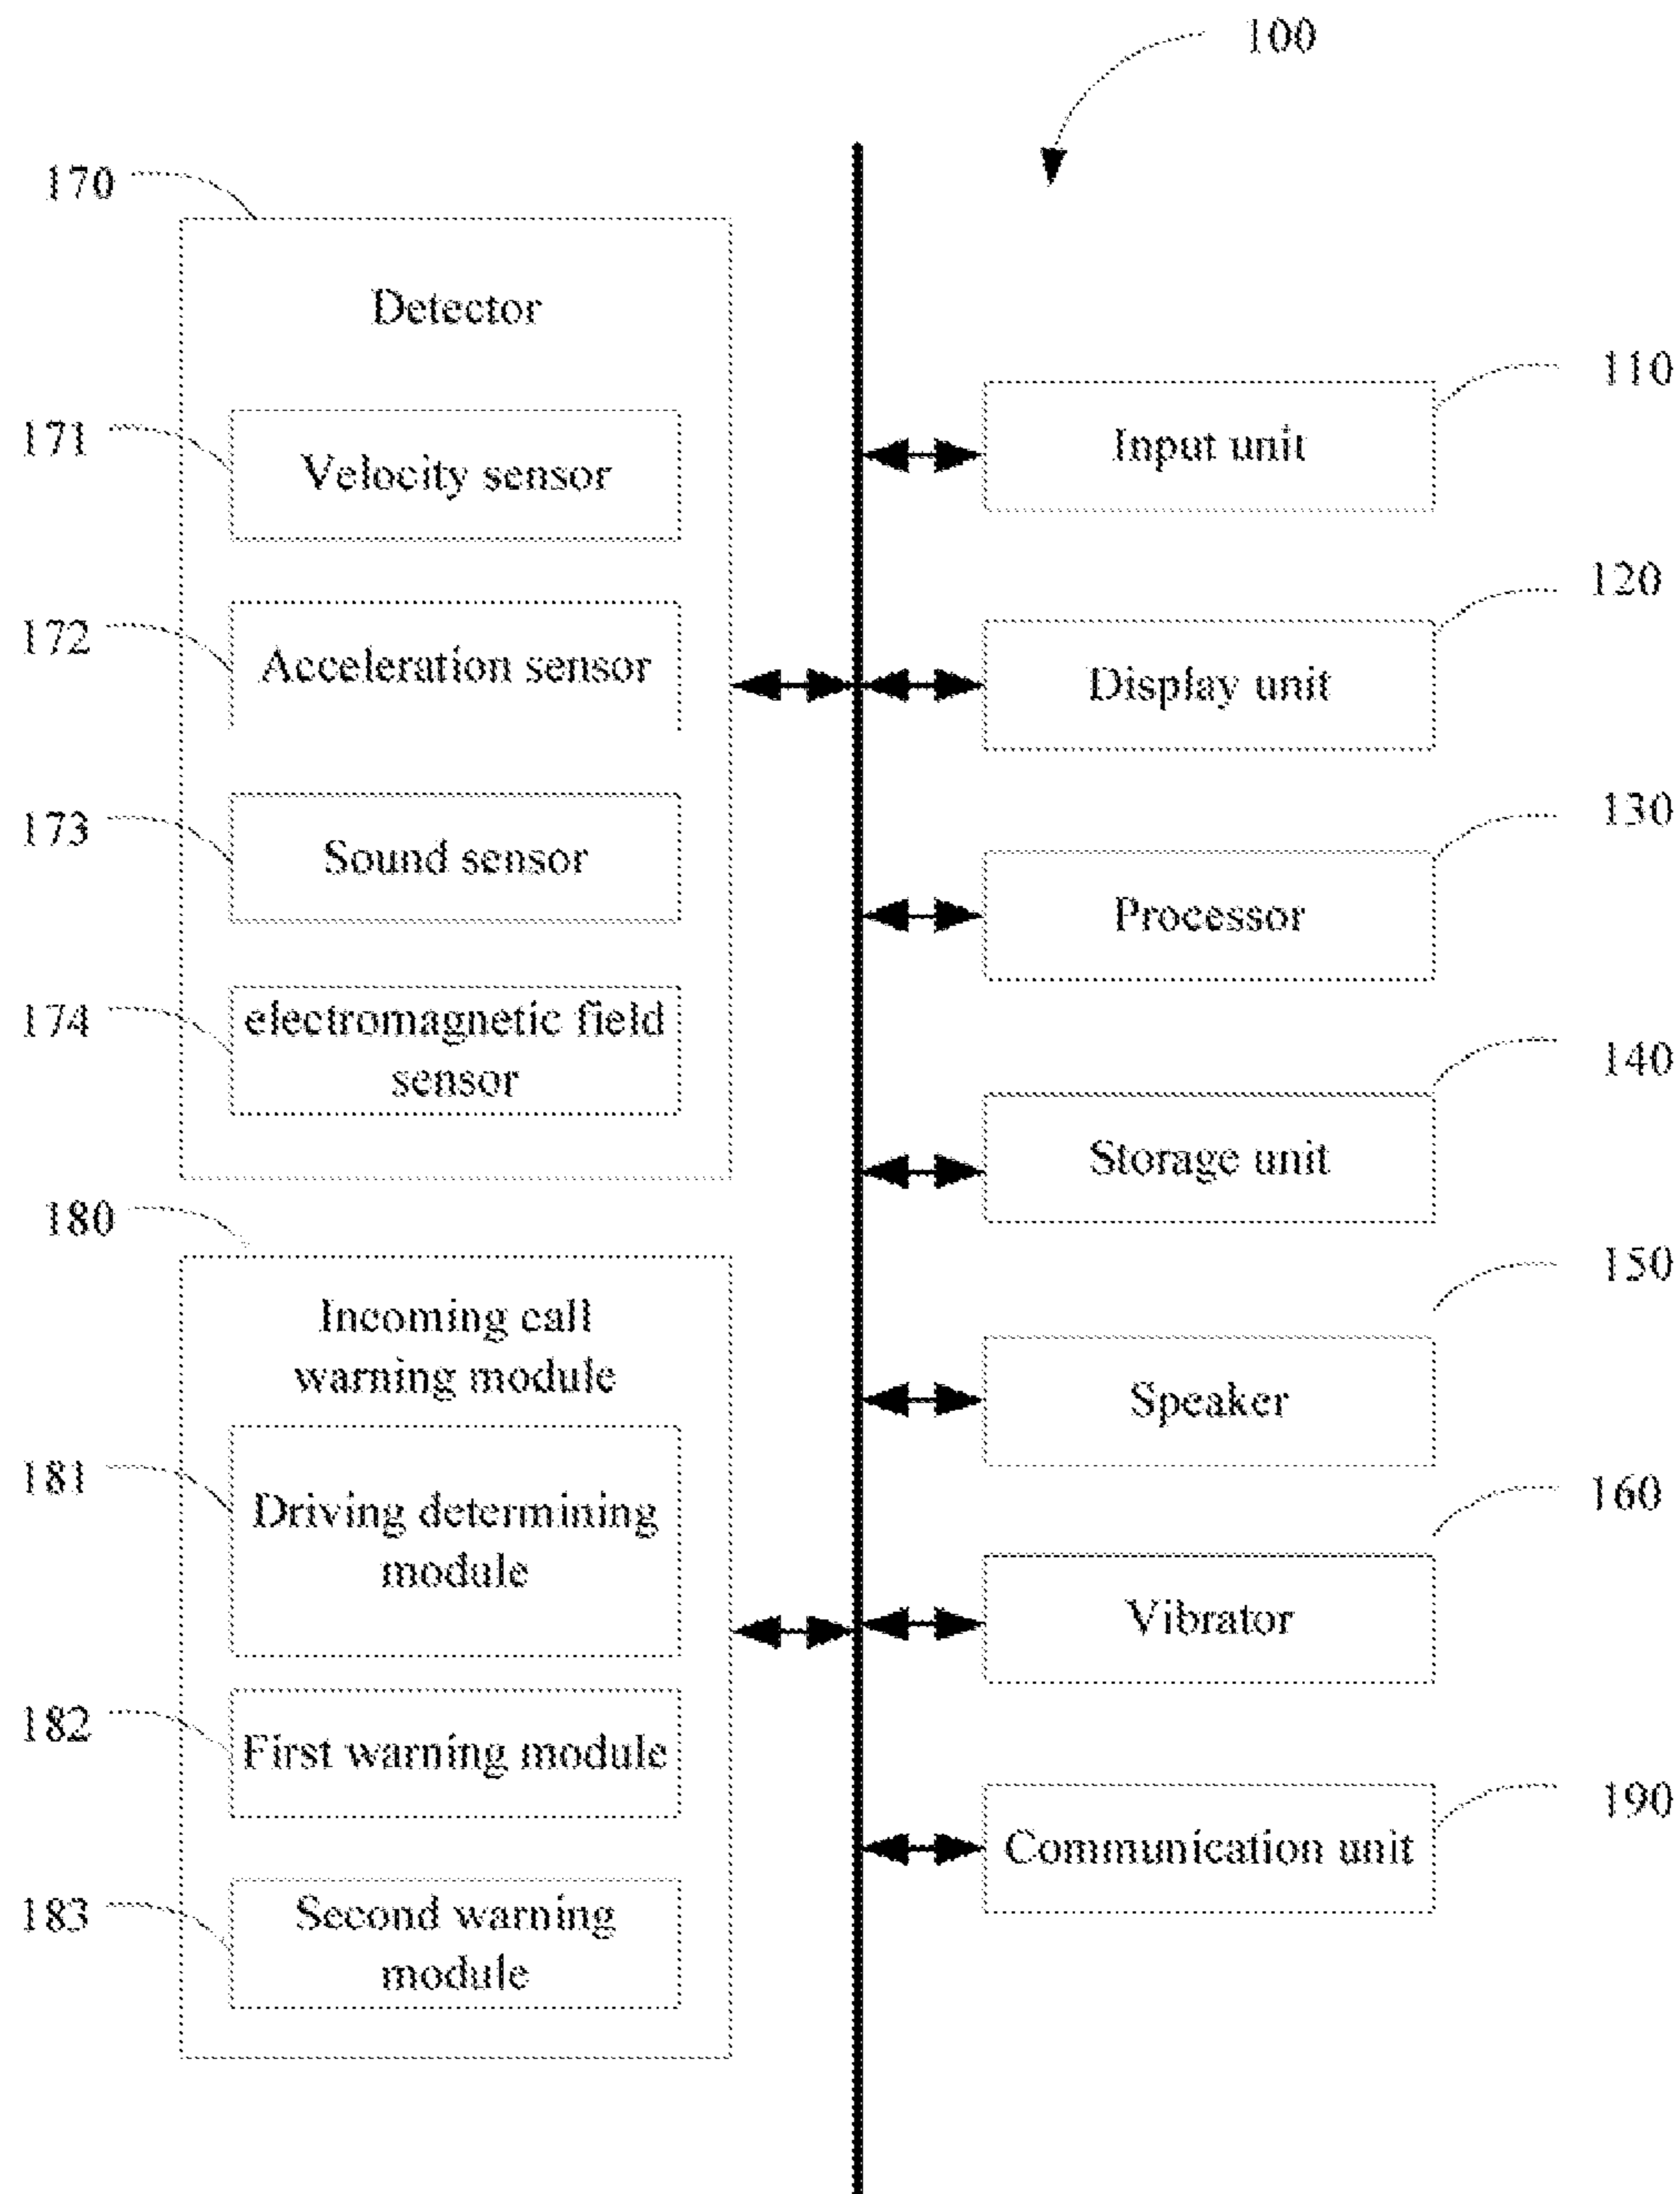 100
170
Detector
171
Velocity sensor
172
Acceleration sensor
173
Sound sensor
174
electromagnetic field
sensor
180
Incoming call
warning module
181
Driving determining
module
182
First warning module
183
Second warning
module
110
Input unit
120
Display unit
130
Processor
140
Storage unit
150
Speaker
160
Vibrator
190
Communication unit